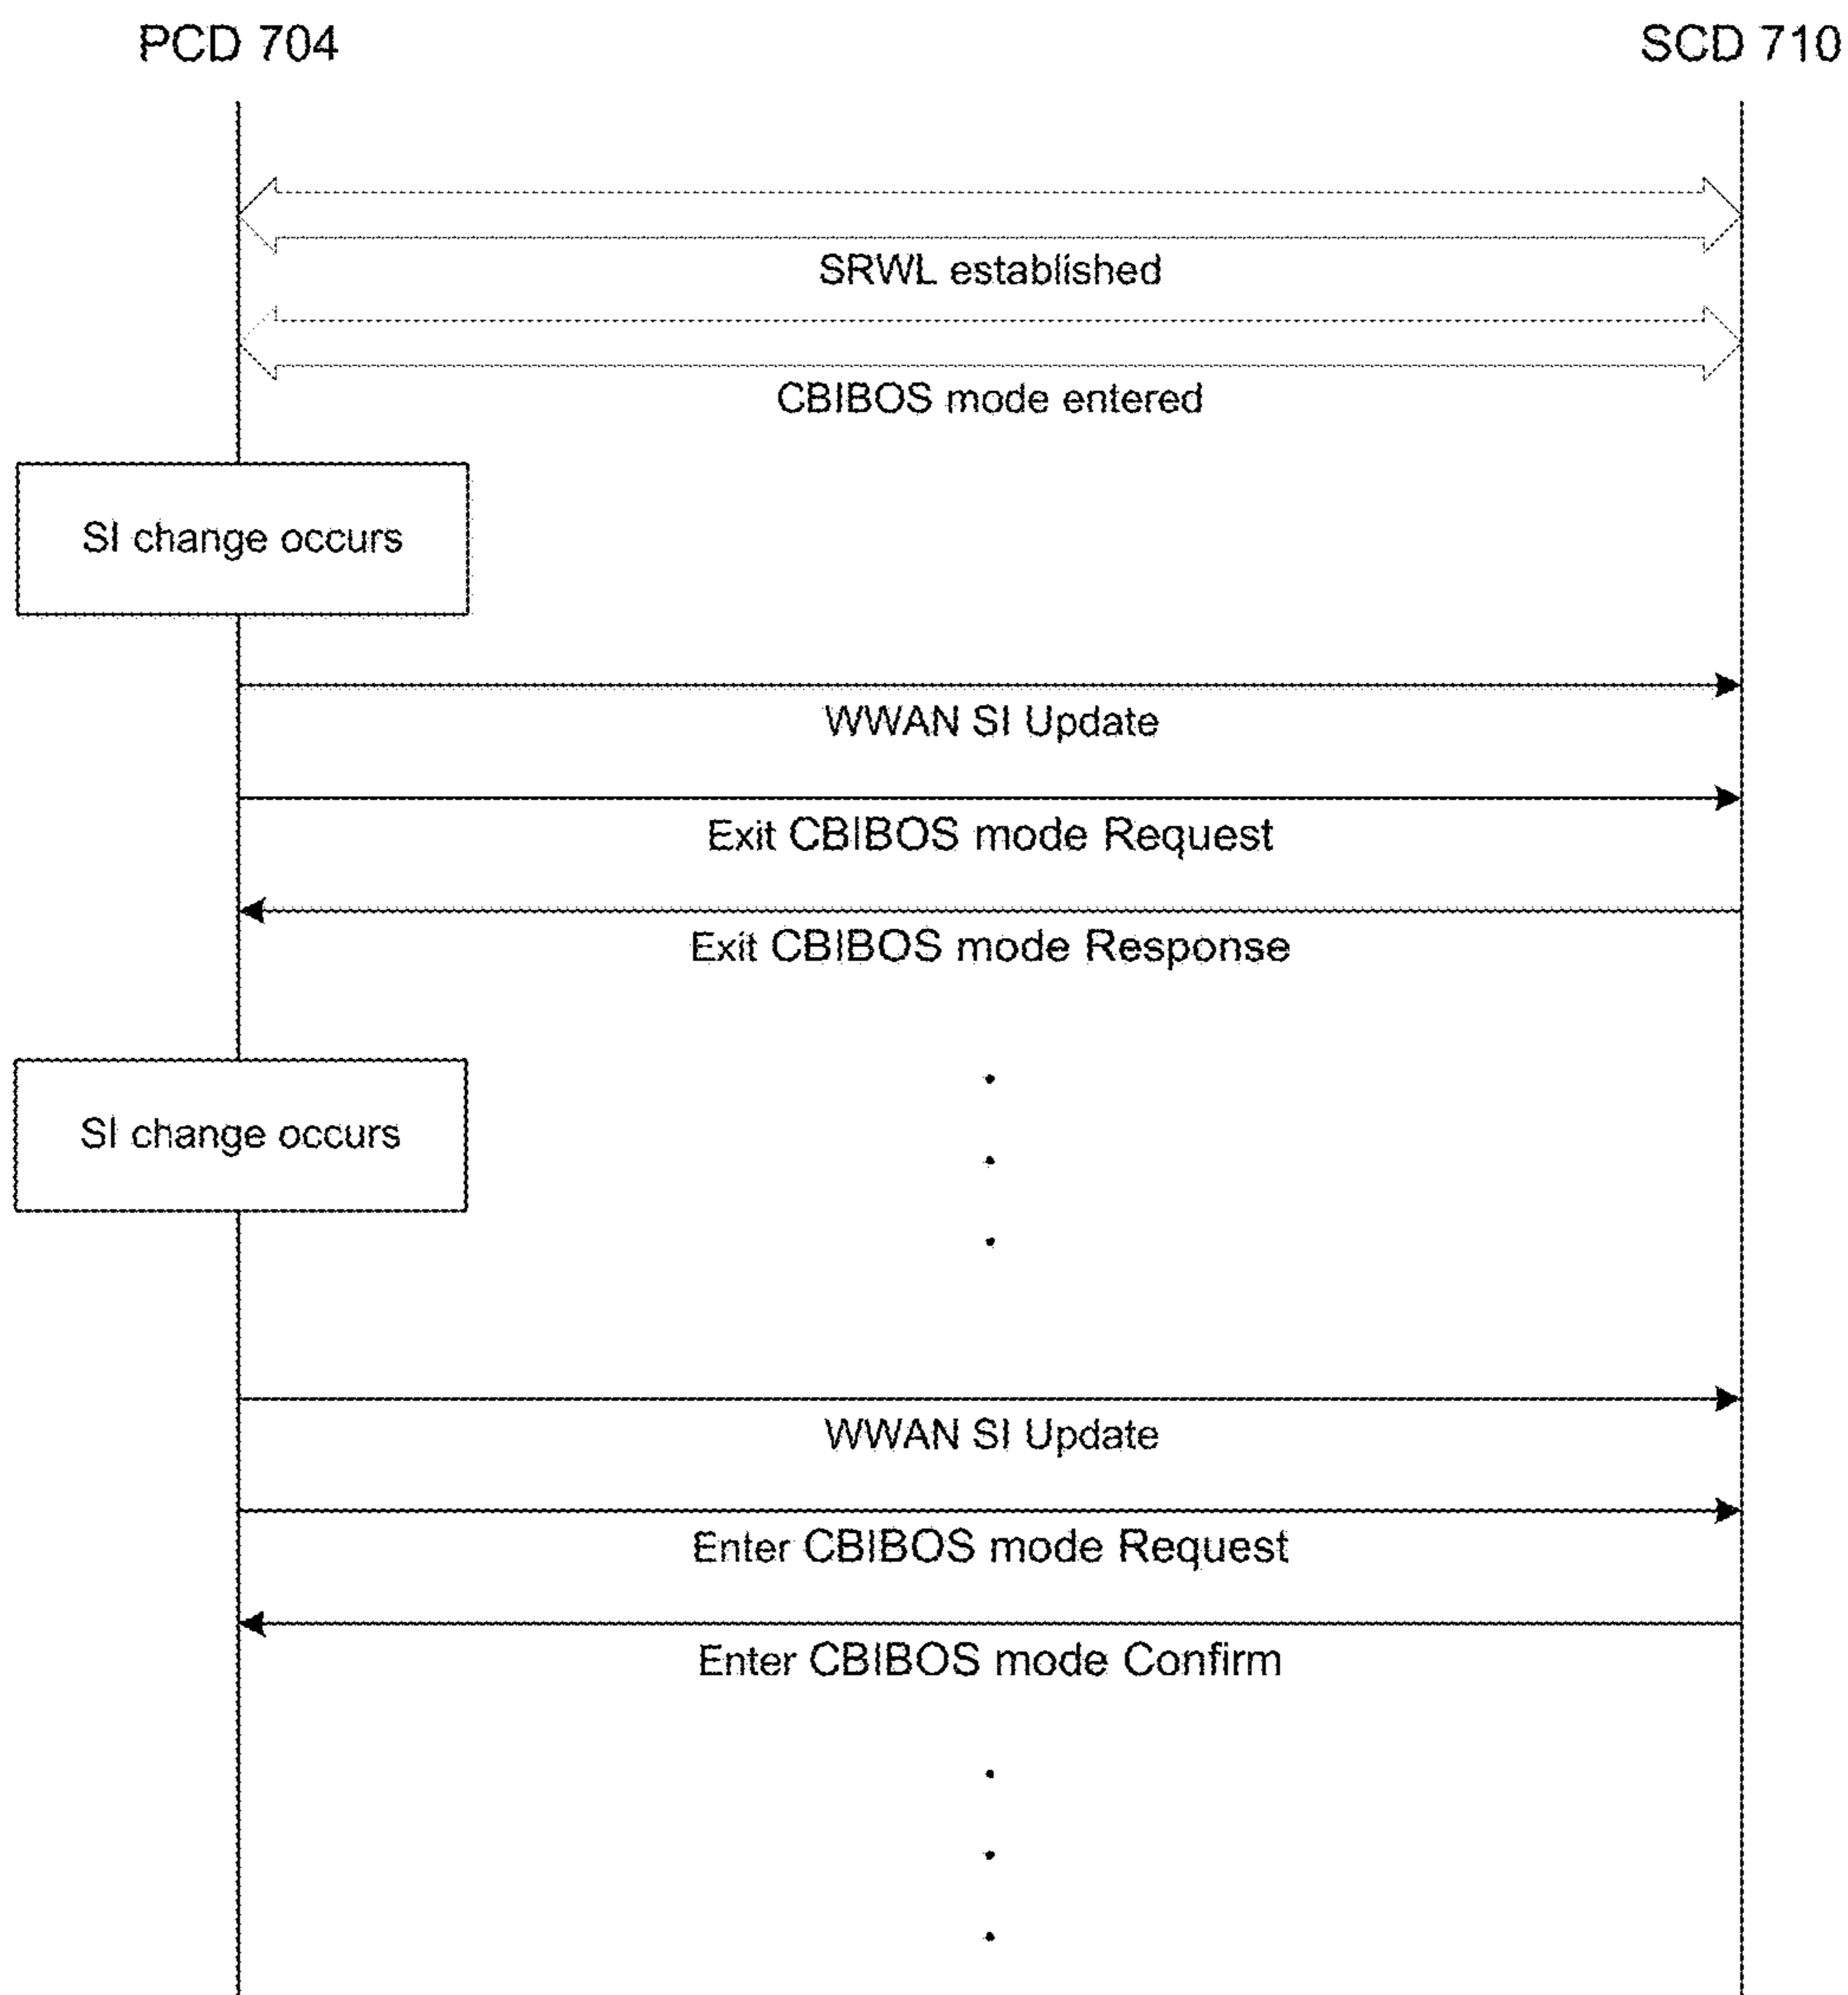 PCD 704
SCD 710
SRWL established
CBIBOS mode entered
SI change occurs
WWAN SI Update
Exit CBIBOS mode Request
Exit CBIBOS mode Response
SI change occurs
WWAN SI Update
Enter CBIBOS mode Request
Enter CBIBOS mode Confirm